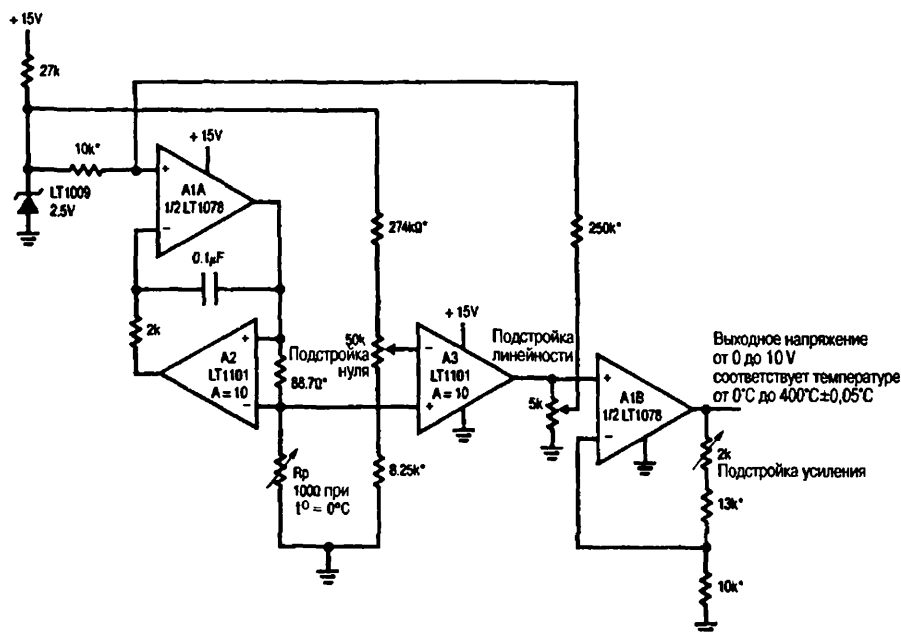 + 15V
27k
10k*
LT1009
2.5V
+ 15V
A1A
1/2 LT1078
0.1µF
2k
A2
LT1101
A = 10
88.7Ω*
Rp
100Ω при
t° = 0°C
274kΩ*
50k
Подстройка
нуля
8.25k*
+ 15V
A3
LT1101
A = 10
Подстройка
линейности
5k
250k*
A1B
1/2 LT1078
Выходное напряжение
от 0 до 10 V
соответствует температуре
от 0°C до 400°C±0,05°C
2k
Подстройка усиления
13k*
10k*